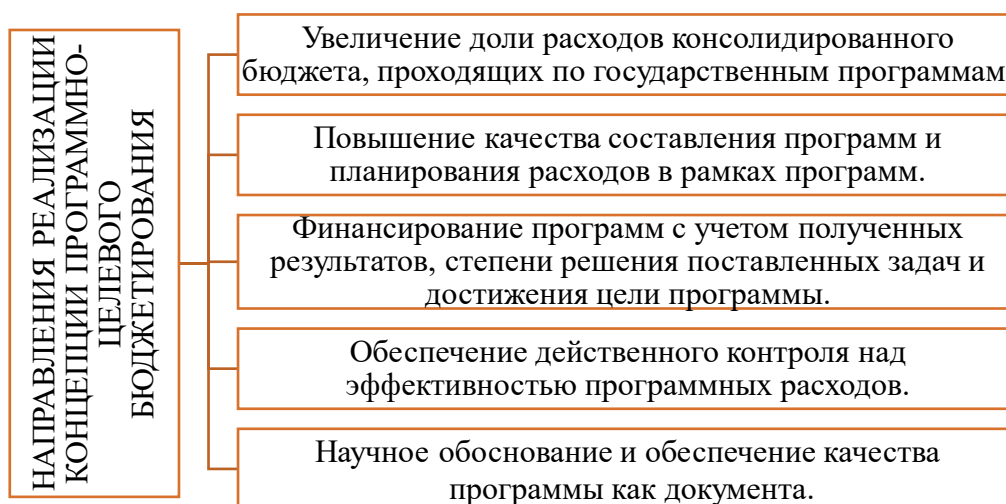 НАПРАВЛЕНИЯ РЕАЛИЗАЦИИ
КОНЦЕПЦИИ ПРОГРАММНО-
ЦЕЛЕВОГО
БЮДЖЕТИРОВАНИЯ
Увеличение доли расходов консолидированного
бюджета, проходящих по государственным программам
Повышение качества составления программ и
планирования расходов в рамках программ.
Финансирование программ с учетом полученных
результатов, степени решения поставленных задач и
достижения цели программы.
Обеспечение действенного контроля над
эффективностью программных расходов.
Научное обоснование и обеспечение качества
программы как документа.